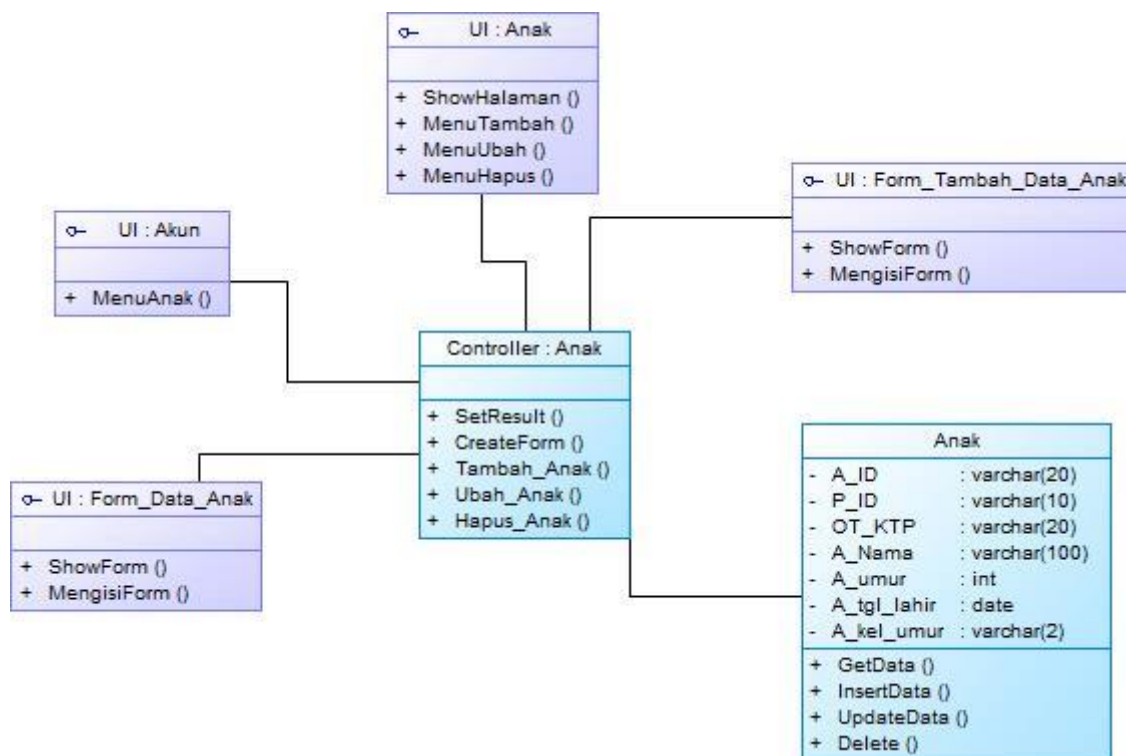 UI : Anak
+ ShowHalaman ()
+ MenuTambah ()
+ MenuUbah ()
+ MenuHapus ()
UI : Form_Tambah_Data_Anak
+ ShowForm ()
+ MengisiForm ()
UI : Akun
+ MenuAnak ()
Controller : Anak
+ SetResult ()
+ CreateForm ()
+ Tambah_Anak ()
+ Ubah_Anak ()
+ Hapus_Anak ()
UI : Form_Data_Anak
+ ShowForm ()
+ MengisiForm ()
Anak
- A_ID : varchar(20)
- P_ID : varchar(10)
- OT_KTP : varchar(20)
- A_Nama : varchar(100)
- A_umur : int
- A_tgl_lahir : date
- A_kel_umur : varchar(2)
+ GetData ()
+ InsertData ()
+ UpdateData ()
+ Delete ()